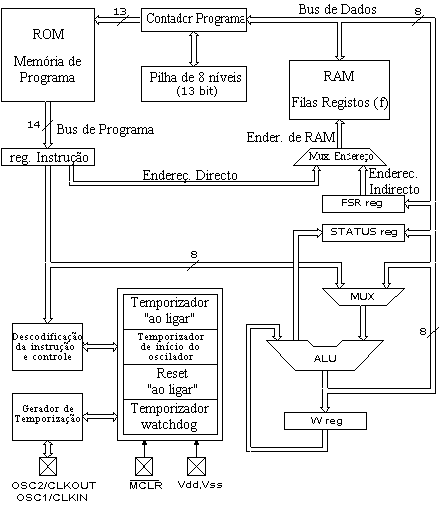 ROM
Memória de
Programa
13
Contador Programa
Bus de Dados
8
Pilha de 8 níveis
(13 bit)
RAM
Filas Registos (f)
14
Bus de Programa
Ender. de RAM
reg. Instrução
Mux. Ensereço
Endereç. Directo
Enderec.
Indirecto
FSR reg
STATUS reg
8
MUX
8
Temporizador
"ao ligar"
Temporizador
de início do
oscilador
Reset
"ao ligar"
Temporizador
watchdog
Descodificação
da instrução
e controle
ALU
Gerador de
Temporização
W reg
OSC2/CLKOUT
OSC1/CLKIN
MCLR
Vdd,Vss